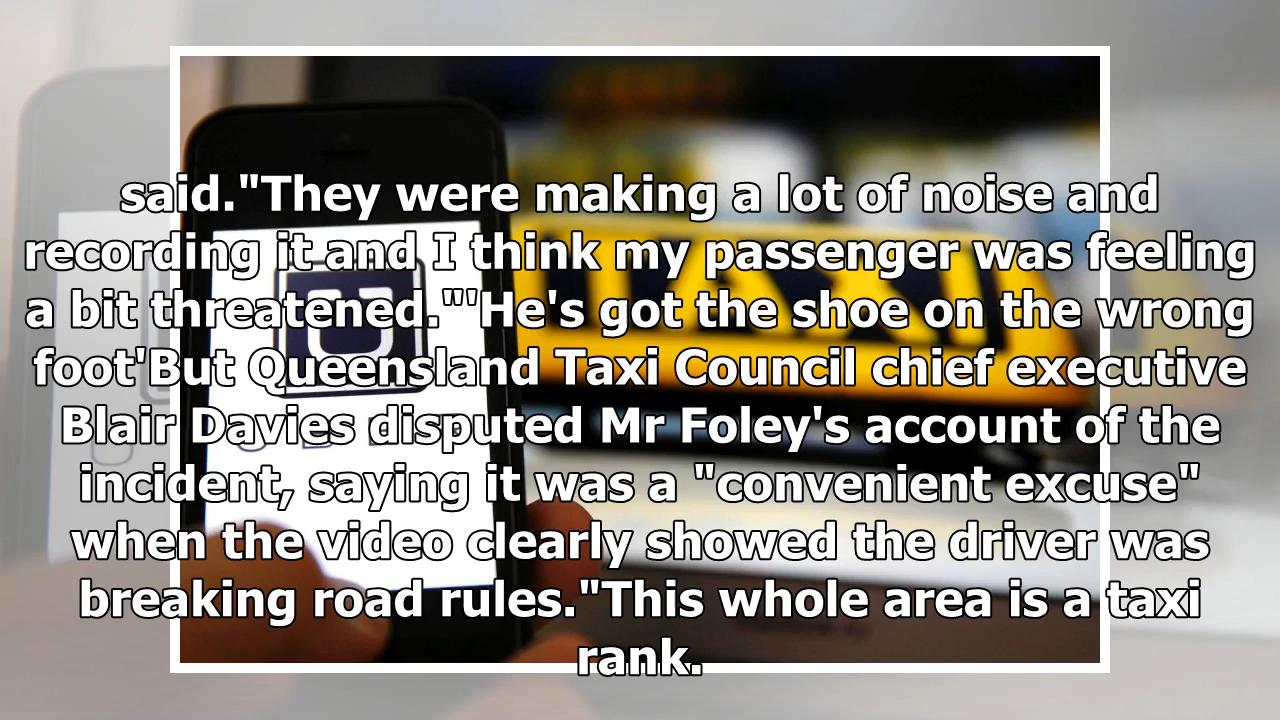 said."They were making a lot of noise and
recording it and I think my passenger was feeling
a bit threatened."'He's got the shoe on the wrong
foot'But Queensland Taxi Council chief executive
Blair Davies disputed Mr Foley's account of the
incident, saying it was a "convenient excuse"
when the video clearly showed the driver was
breaking road rules."This whole area is a taxi
rank.